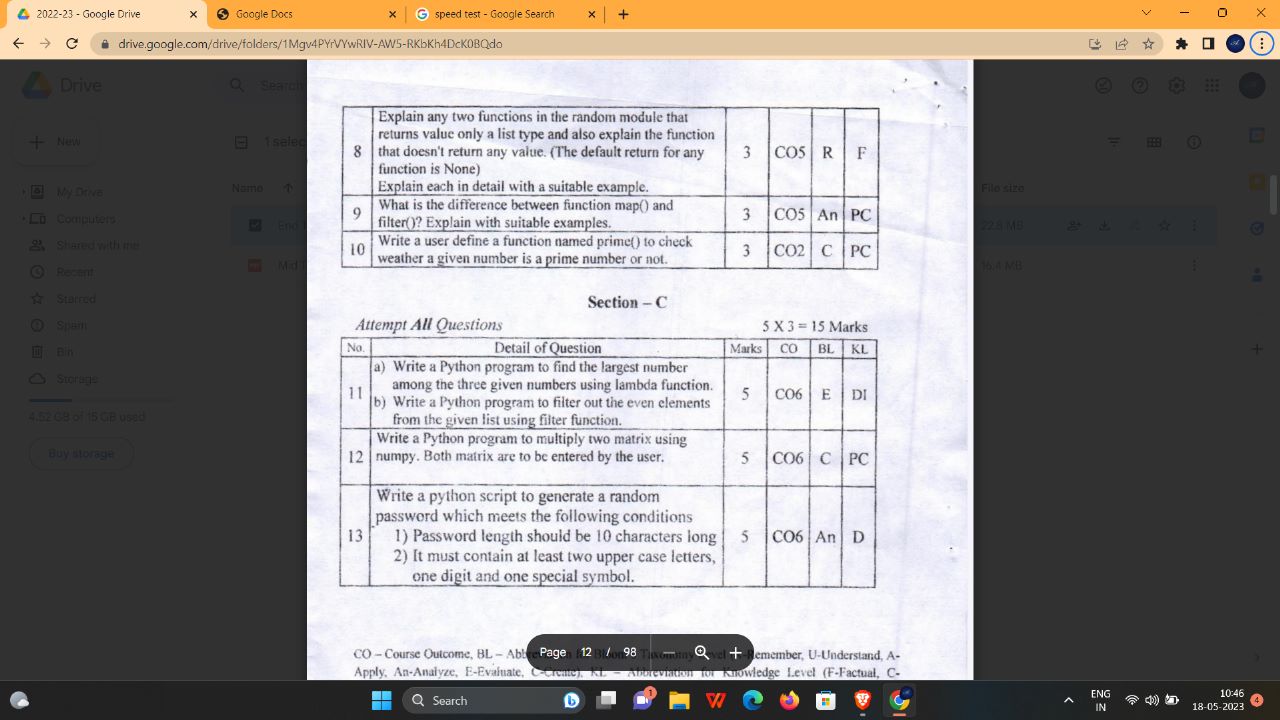 2022-23 - Google Drive
Google Docs
speed test - Google Search
drive.google.com/drive/folders/1Mgv4PYrVYwRIV-AW5-RKbKh4DcK0BQdo
Drive
Search
New
1 selec
My Drive
Computers
Shared with me
Recent
Starred
Spam
Bin
Storage
4.52 GB of 15 GB used
Buy storage
Name
File size
End
22.8 MB
Mid T
16.4 MB
8 Explain any two functions in the random module that
returns value only a list type and also explain the function
that doesn't return any value. (The default return for any
function is None)
Explain each in detail with a suitable example. 3 CO5 R F
9 What is the difference between function map() and
filter()? Explain with suitable examples. 3 CO5 An PC
10 Write a user define a function named prime() to check
weather a given number is a prime number or not. 3 CO2 C PC
Section – C
Attempt All Questions 5 X 3 = 15 Marks
No. Detail of Question Marks CO BL KL
11 a) Write a Python program to find the largest number
among the three given numbers using lambda function.
b) Write a Python program to filter out the even elements
from the given list using filter function. 5 CO6 E DI
12 Write a Python program to multiply two matrix using
numpy. Both matrix are to be entered by the user. 5 CO6 C PC
13 Write a python script to generate a random
password which meets the following conditions
1) Password length should be 10 characters long
2) It must contain at least two upper case letters,
one digit and one special symbol. 5 CO6 An D
Page 12 / 98
CO – Course Outcome, BL – Remember, U-Understand, A-
Apply, An-Analyze, E-Evaluate, C-Create), KL – Abbreviation for Knowledge Level (F-Factual, C-
Search
1
ENG
IN
10:46
18-05-2023
4